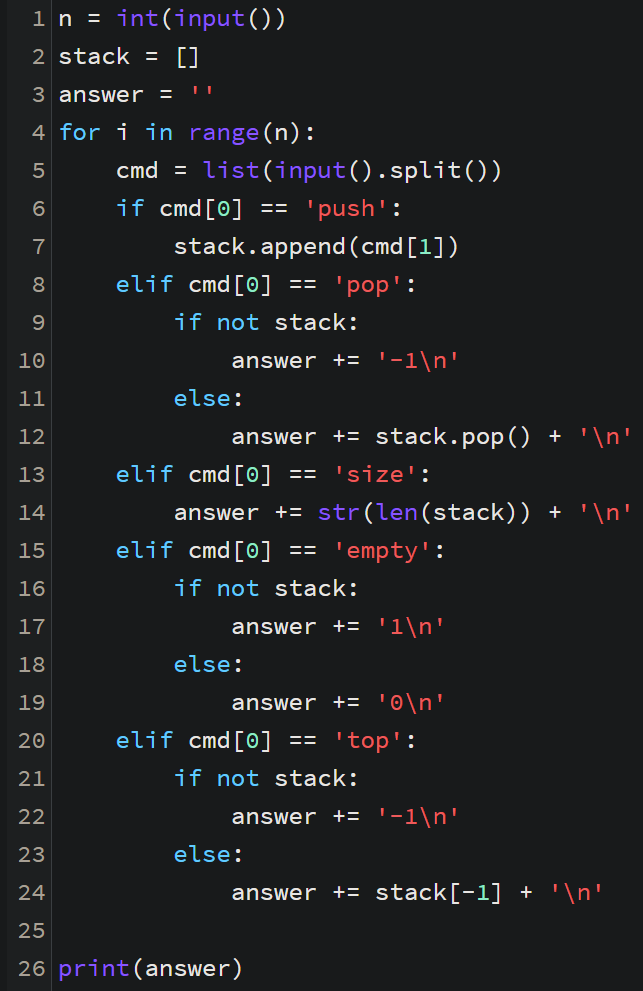 1 n = int(input())
2 stack = []
3 answer = ''
4 for i in range(n):
5     cmd = list(input().split())
6     if cmd[0] == 'push':
7         stack.append(cmd[1])
8     elif cmd[0] == 'pop':
9         if not stack:
10             answer += '-1\n'
11         else:
12             answer += stack.pop() + '\n'
13     elif cmd[0] == 'size':
14         answer += str(len(stack)) + '\n'
15     elif cmd[0] == 'empty':
16         if not stack:
17             answer += '1\n'
18         else:
19             answer += '0\n'
20     elif cmd[0] == 'top':
21         if not stack:
22             answer += '-1\n'
23         else:
24             answer += stack[-1] + '\n'
25
26 print(answer)